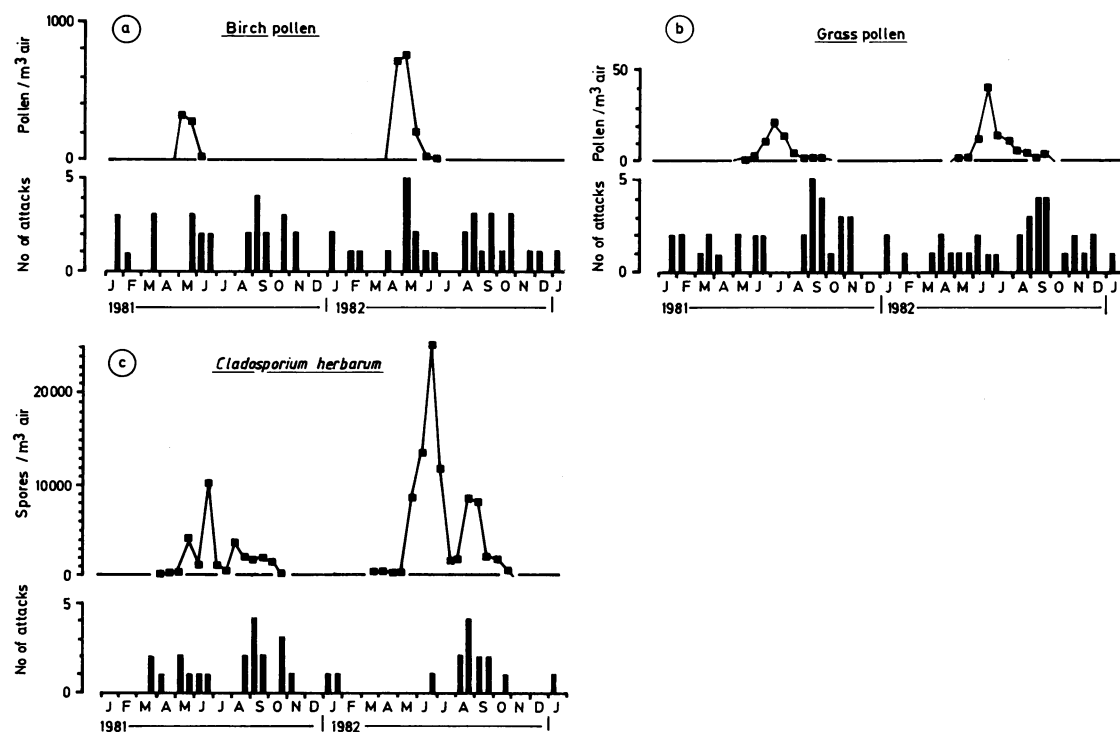 a
Birch pollen
1000
0
Pollen / m³ air
5
0
No of attacks
J F M A M J J A S O N D J F M A M J J A S O N D J
1981
1982
b
Grass pollen
50
0
Pollen / m³ air
5
0
No of attacks
J F M A M J J A S O N D J F M A M J J A S O N D J
1981
1982
c
Cladosporium herbarum
20000
10000
0
Spores / m³ air
5
0
No of attacks
J F M A M J J A S O N D J F M A M J J A S O N D J
1981
1982